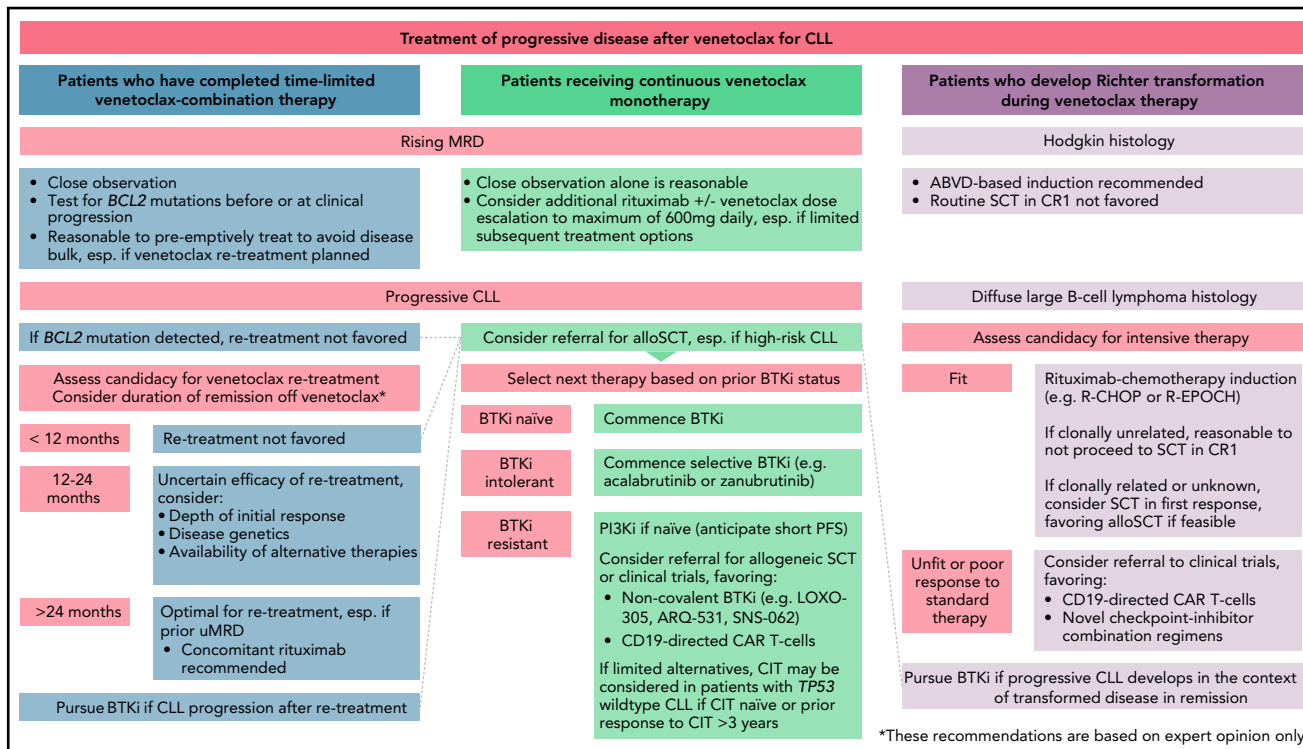 Treatment of progressive disease after venetoclax for CLL
Patients who have completed time-limited
venetoclax-combination therapy
Patients receiving continuous venetoclax
monotherapy
Patients who develop Richter transformation
during venetoclax therapy
Rising MRD
Hodgkin histology
• Close observation
• Test for BCL2 mutations before or at clinical
progression
• Reasonable to pre-emptively treat to avoid disease
bulk, esp. if venetoclax re-treatment planned
• Close observation alone is reasonable
• Consider additional rituximab +/- venetoclax dose
escalation to maximum of 600mg daily, esp. if limited
subsequent treatment options
• ABVD-based induction recommended
• Routine SCT in CR1 not favored
Progressive CLL
Diffuse large B-cell lymphoma histology
If BCL2 mutation detected, re-treatment not favored
Assess candidacy for venetoclax re-treatment
Consider duration of remission off venetoclax*
< 12 months
Re-treatment not favored
12-24
months
Uncertain efficacy of re-treatment,
consider:
• Depth of initial response
• Disease genetics
• Availability of alternative therapies
>24 months
Optimal for re-treatment, esp. if
prior uMRD
• Concomitant rituximab
recommended
Pursue BTKi if CLL progression after re-treatment
Consider referral for alloSCT, esp. if high-risk CLL
Select next therapy based on prior BTKi status
BTKi naïve
Commence BTKi
BTKi
intolerant
Commence selective BTKi (e.g.
acalabrutinib or zanubrutinib)
BTKi
resistant
PI3Ki if naïve (anticipate short PFS)
Consider referral for allogeneic SCT
or clinical trials, favoring:
• Non-covalent BTKi (e.g. LOXO-
305, ARQ-531, SNS-062)
• CD19-directed CAR T-cells
If limited alternatives, CIT may be
considered in patients with TP53
wildtype CLL if CIT naïve or prior
response to CIT >3 years
Assess candidacy for intensive therapy
Fit
Rituximab-chemotherapy induction
(e.g. R-CHOP or R-EPOCH)
If clonally unrelated, reasonable to
not proceed to SCT in CR1
If clonally related or unknown,
consider SCT in first response,
favoring alloSCT if feasible
Unfit or poor
response to
standard
therapy
Consider referral to clinical trials,
favoring:
• CD19-directed CAR T-cells
• Novel checkpoint-inhibitor
combination regimens
Pursue BTKi if progressive CLL develops in the context
of transformed disease in remission
*These recommendations are based on expert opinion only